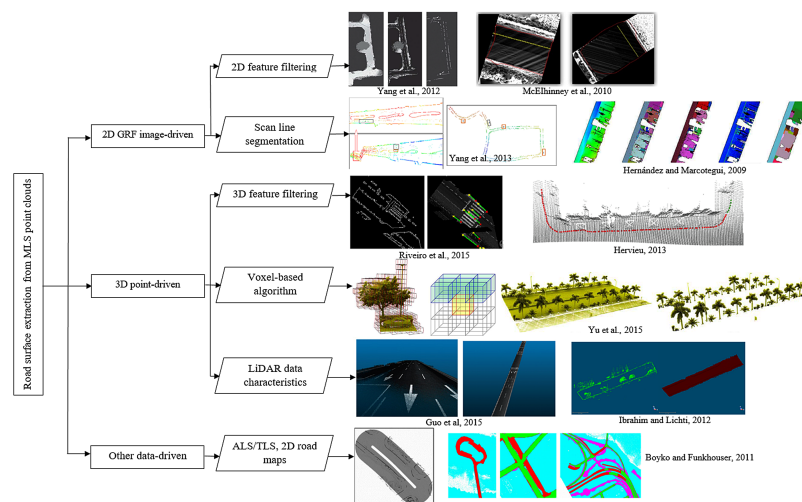 Road surface extraction from MLS point clouds
2D GRF image-driven
2D feature filtering
Yang et al., 2012
McElhinney et al., 2010
Scan line
segmentation
Yang et al., 2013
Hernández and Marcotegui, 2009
3D point-driven
3D feature filtering
Riveiro et al., 2015
Hervieu, 2013
Voxel-based
algorithm
Yu et al., 2015
LiDAR data
characteristics
Guo et al, 2015
Ibrahim and Lichti, 2012
Other data-driven
ALS/TLS, 2D road
maps
Boyko and Funkhouser, 2011